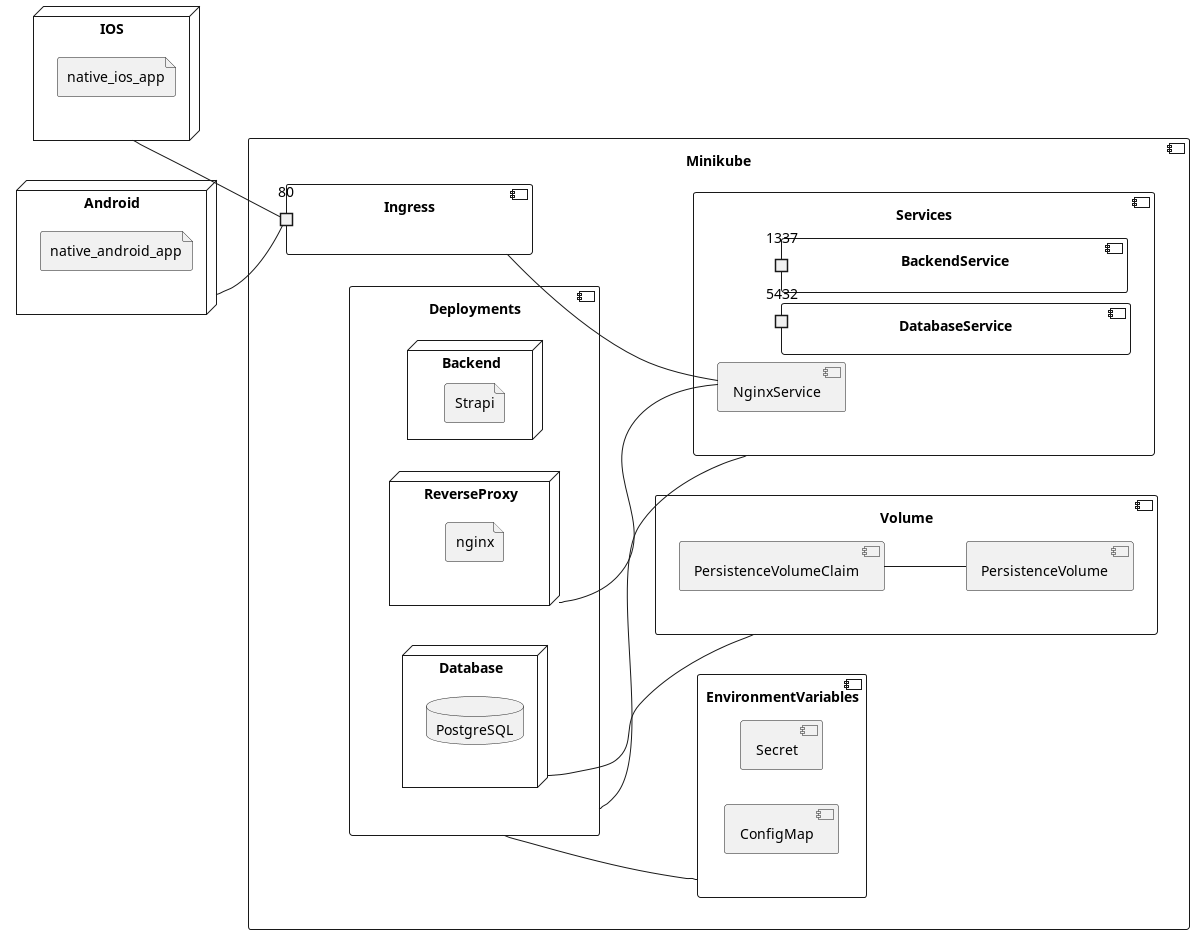 IOS
native_ios_app
Android
native_android_app
Minikube
80
Ingress
Services
1337
BackendService
5432
DatabaseService
NginxService
Deployments
Backend
Strapi
ReverseProxy
nginx
Database
PostgreSQL
Volume
PersistenceVolumeClaim
PersistenceVolume
EnvironmentVariables
Secret
ConfigMap